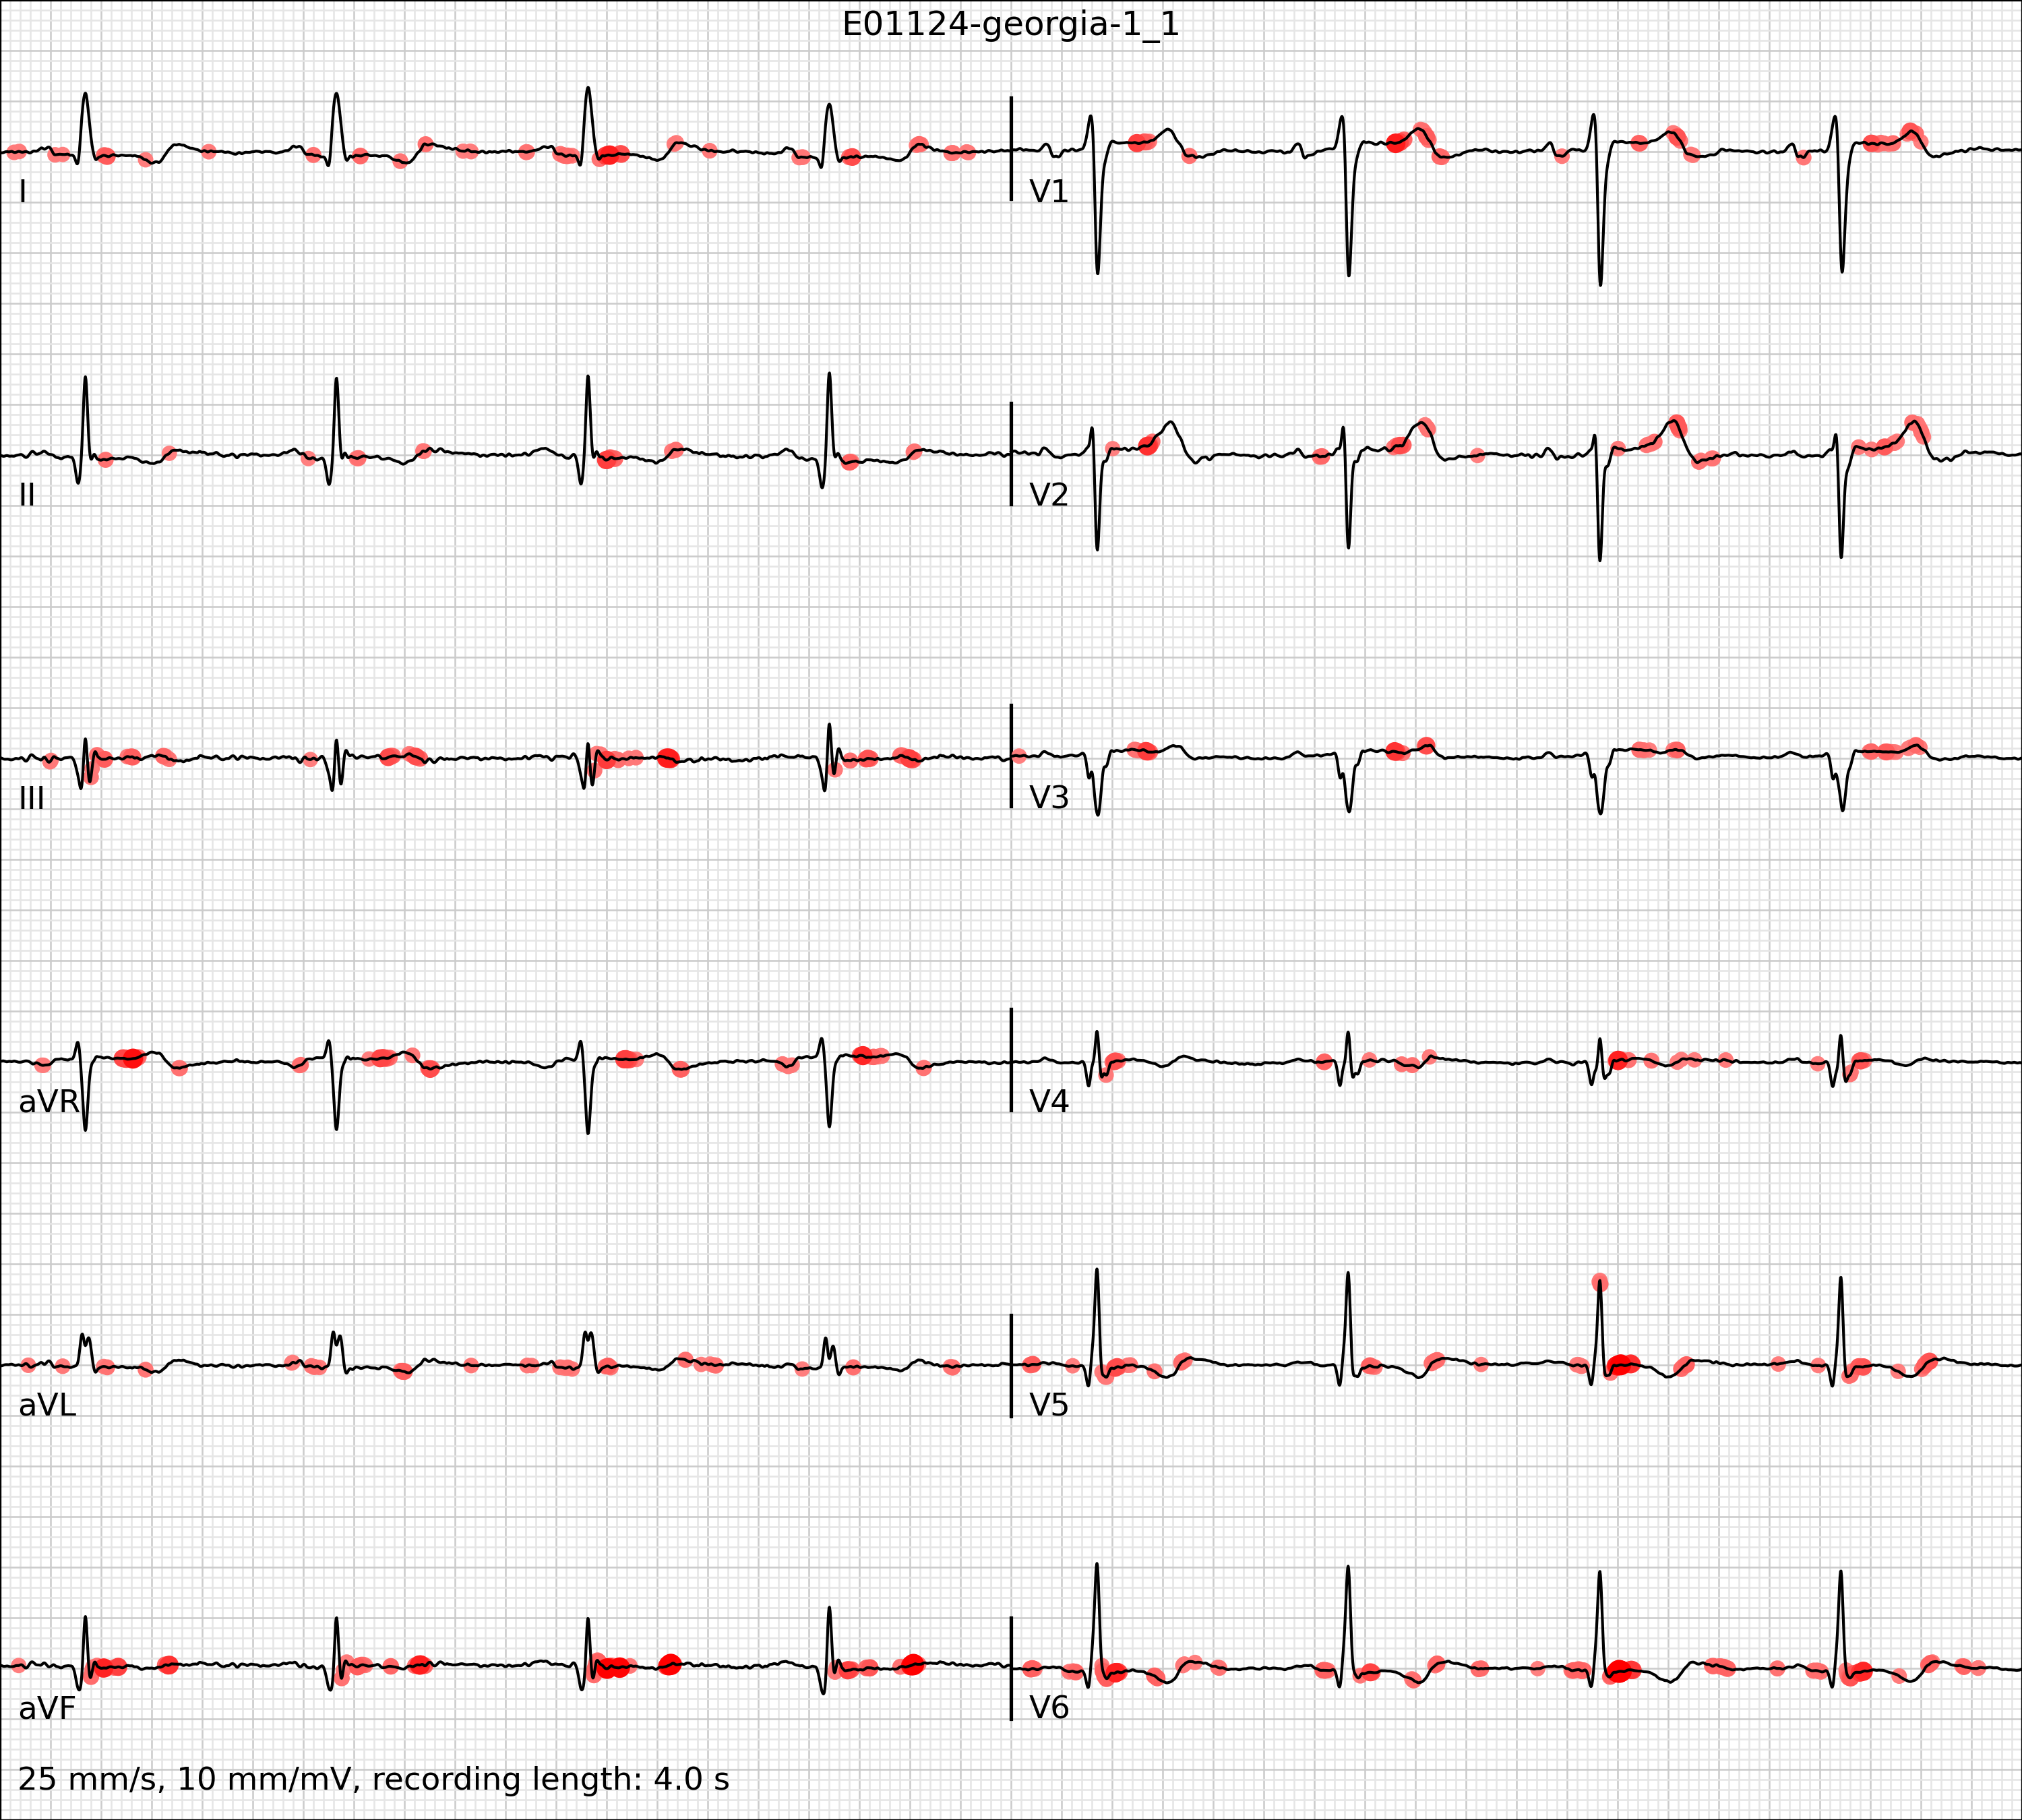 E01124-georgia-1_1
I
V1
II
V2
III
V3
aVR
V4
aVL
V5
aVF
V6
25 mm/s, 10 mm/mV, recording length: 4.0 s